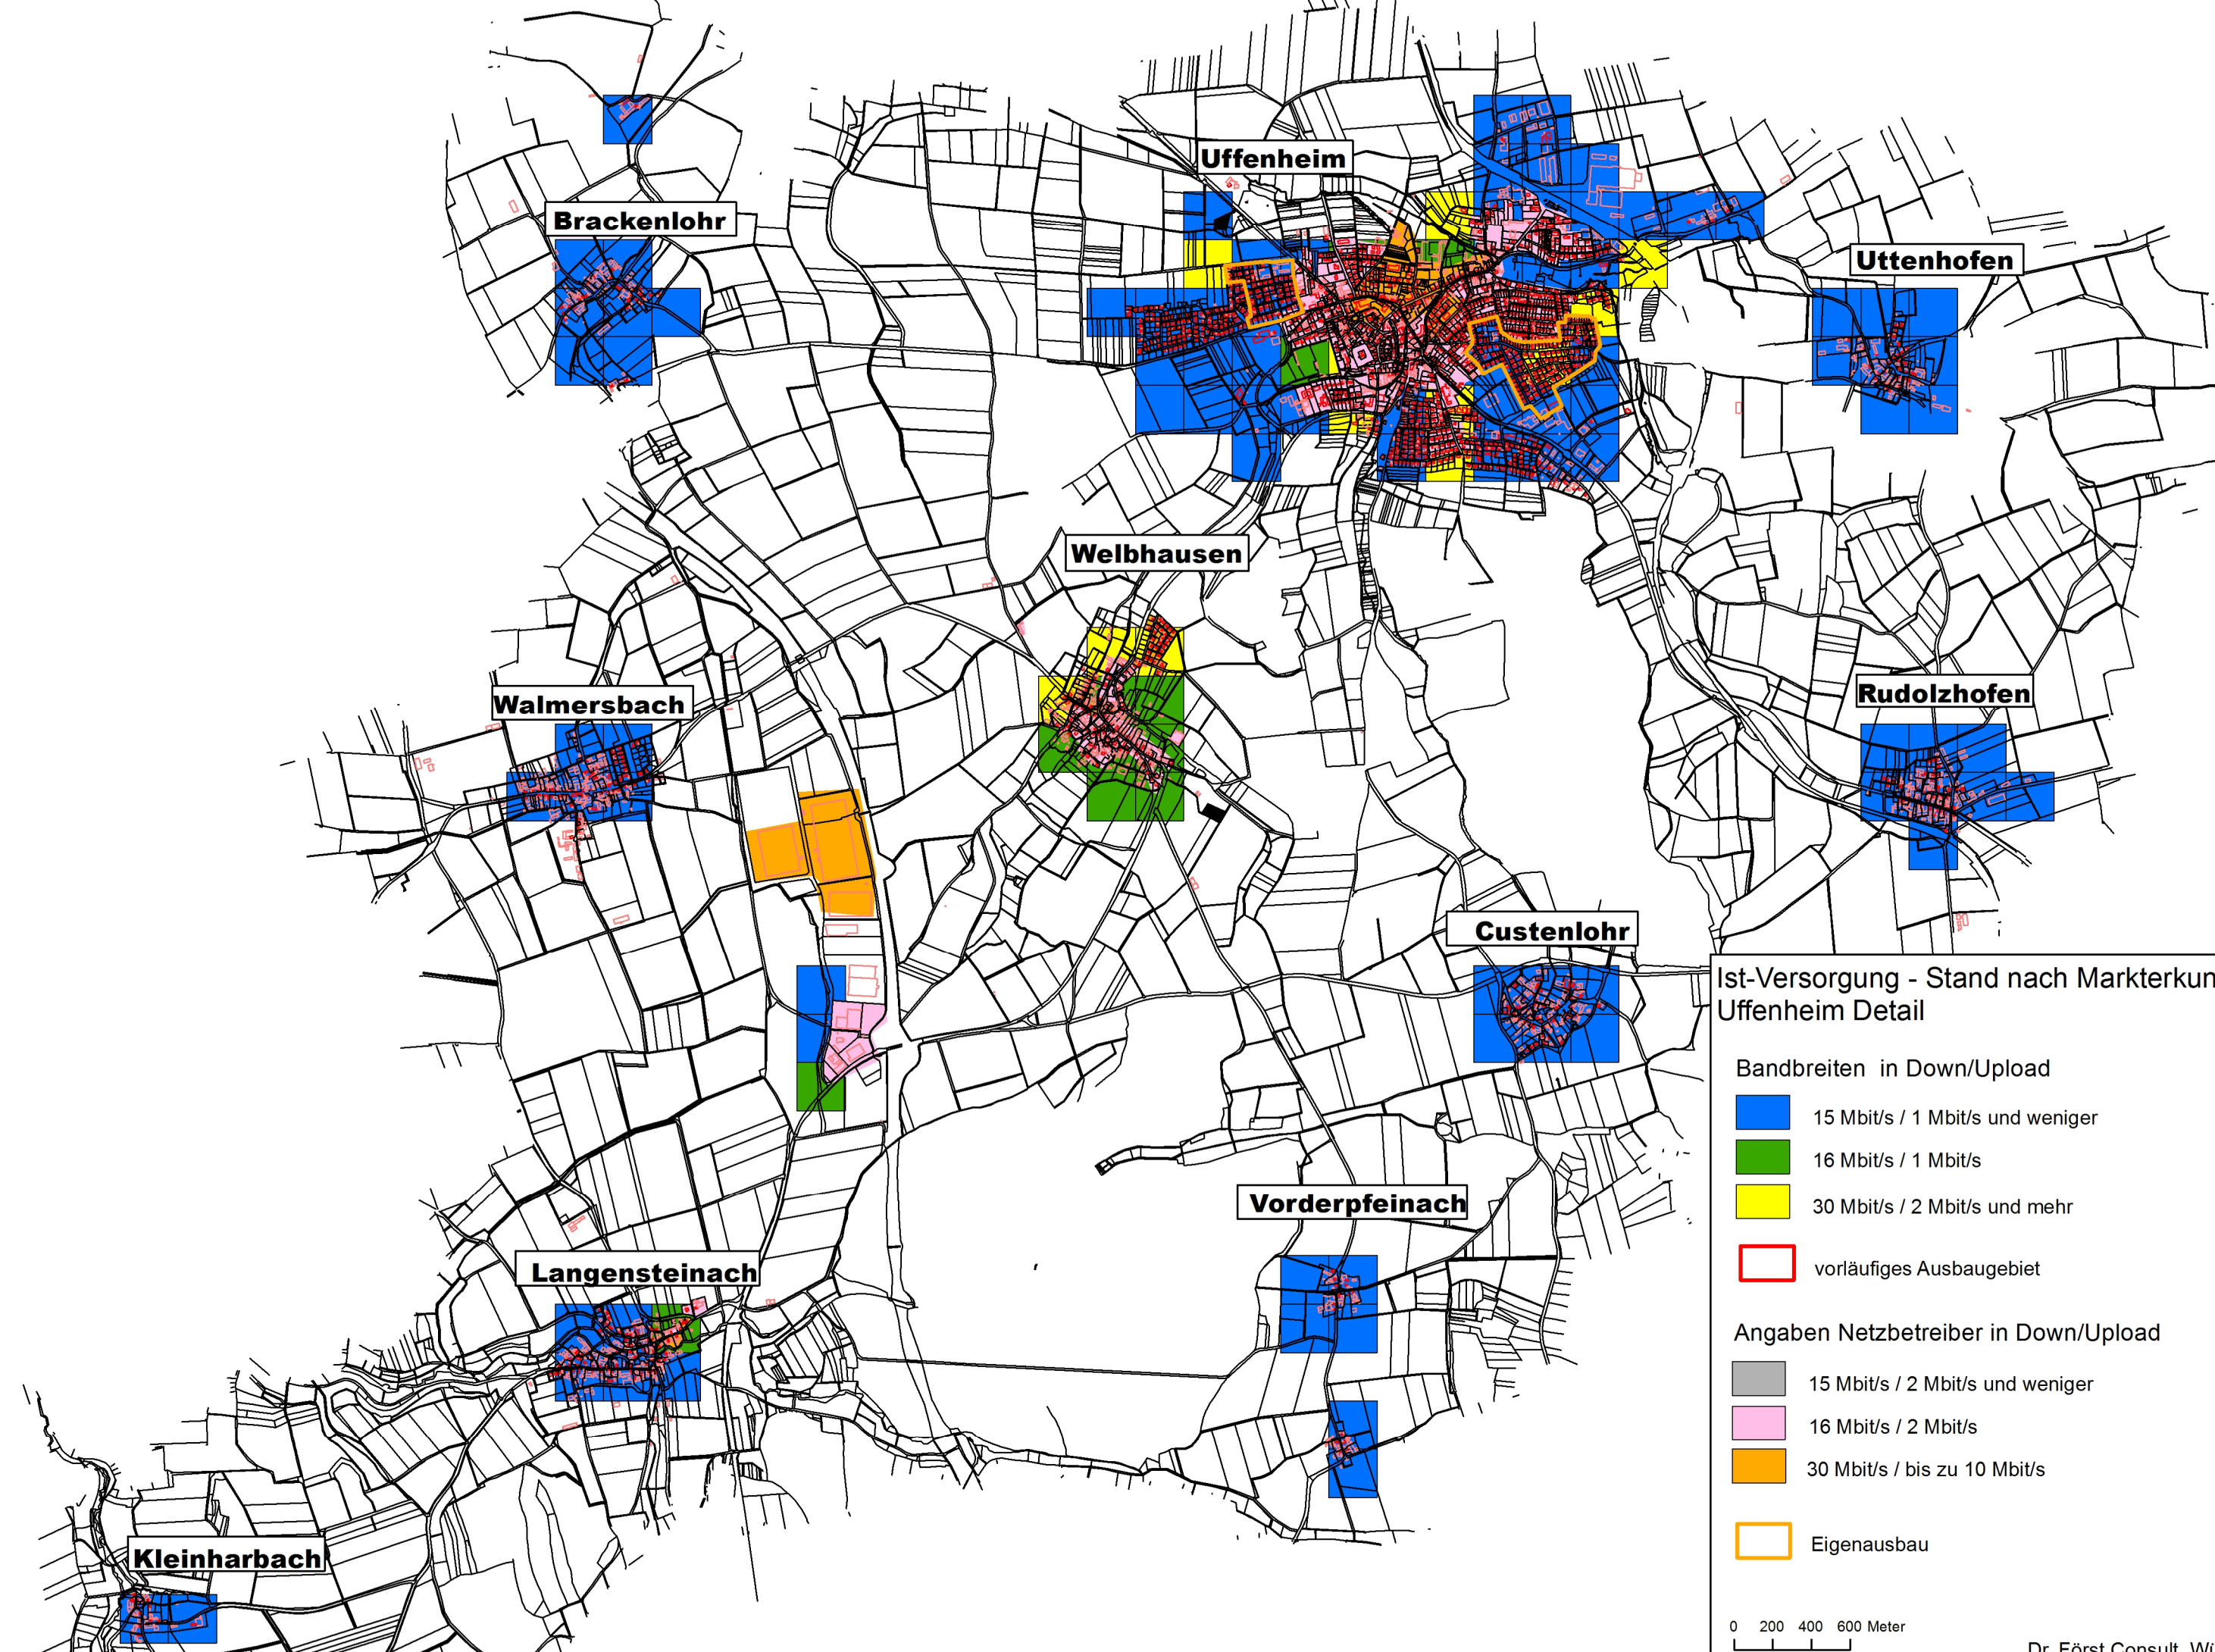 Uffenheim
Brackenlohr
Uttenhofen
Welbhausen
Walmersbach
Rudolzhofen
Custenlohr
Vorderpfeinach
Langensteinach
Kleinharbach
Ist-Versorgung - Stand nach
Uffenheim Detail
Bandbreiten in Down/Upload
15 Mbit/s / 1 Mbit/s und weniger
16 Mbit/s / 1 Mbit/s
30 Mbit/s / 2 Mbit/s und mehr
vorläufiges Ausbaugebiet
Angaben Netzbetreiber in Down/Upload
15 Mbit/s / 2 Mbit/s und weniger
16 Mbit/s / 2 Mbit/s
30 Mbit/s / bis zu 10 Mbit/s
Eigenausbau
0 200 400 600 Meter
Dr. Först Consult